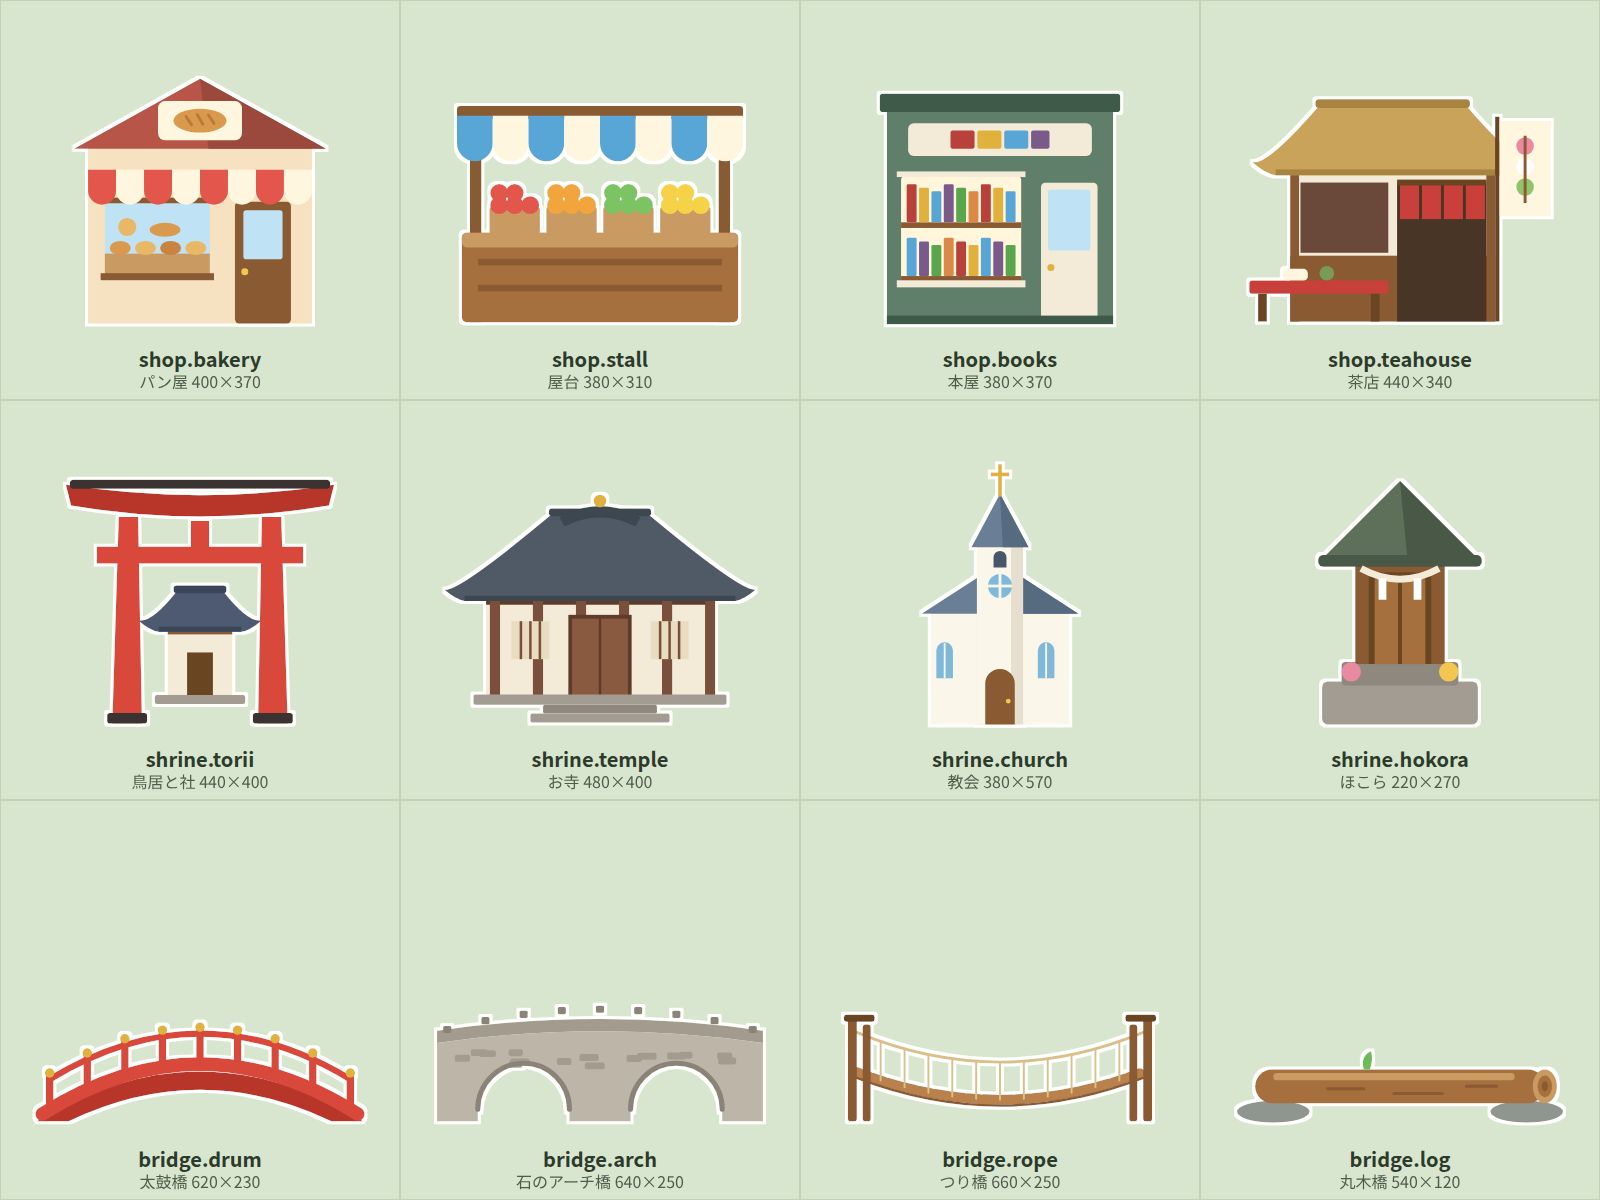 shop.bakery
パン屋 400×370
shop.stall
屋台 380×310
shop.books
本屋 380×370
shop.teahouse
茶店 440×340
shrine.torii
鳥居と社 440×400
shrine.temple
お寺 480×400
shrine.church
教会 380×570
shrine.hokora
ほこら 220×270
bridge.drum
太鼓橋 620×230
bridge.arch
石のアーチ橋 640×250
bridge.rope
つり橋 660×250
bridge.log
丸木橋 540×120